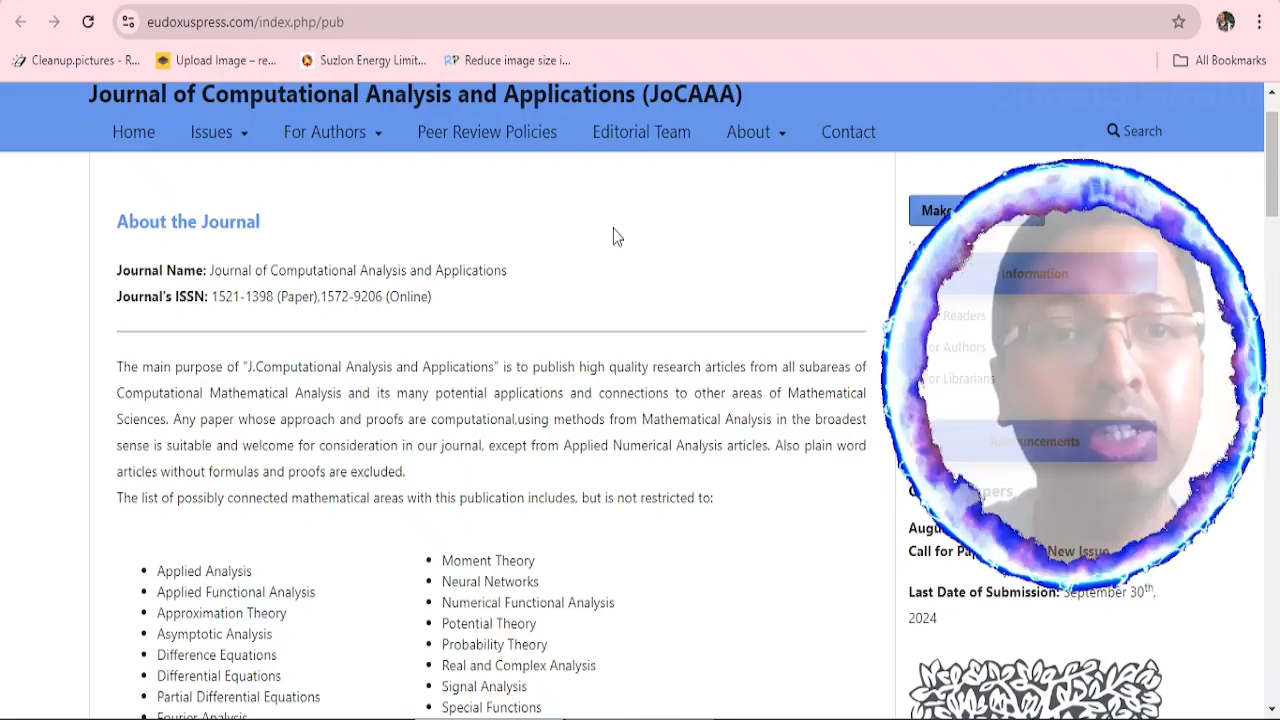 eudoxuspress.com/index.php/pub
Cleanup.pictures - R...
Upload Image – re...
Suzlon Energy Limit...
Reduce image size i...
All Bookmarks
Journal of Computational Analysis and Applications (JoCAAA)
Home Issues For Authors Peer Review Policies Editorial Team About Contact Search
About the Journal
Journal Name: Journal of Computational Analysis and Applications
Journal's ISSN: 1521-1398 (Paper),1572-9206 (Online)
The main purpose of "J.Computational Analysis and Applications" is to publish high quality research articles from all subareas of
Computational Mathematical Analysis and its many potential applications and connections to other areas of Mathematical
Sciences. Any paper whose approach and proofs are computational,using methods from Mathematical Analysis in the broadest
sense is suitable and welcome for consideration in our journal, except from Applied Numerical Analysis articles. Also plain word
articles without formulas and proofs are excluded.
The list of possibly connected mathematical areas with this publication includes, but is not restricted to:
Applied Analysis
Applied Functional Analysis
Approximation Theory
Asymptotic Analysis
Difference Equations
Differential Equations
Partial Differential Equations
Fourier Analysis
Moment Theory
Neural Networks
Numerical Functional Analysis
Potential Theory
Probability Theory
Real and Complex Analysis
Signal Analysis
Special Functions
Information
Readers
Authors
Librarians
Announcements
New Issue
Last Date of Submission: September 30th,
2024